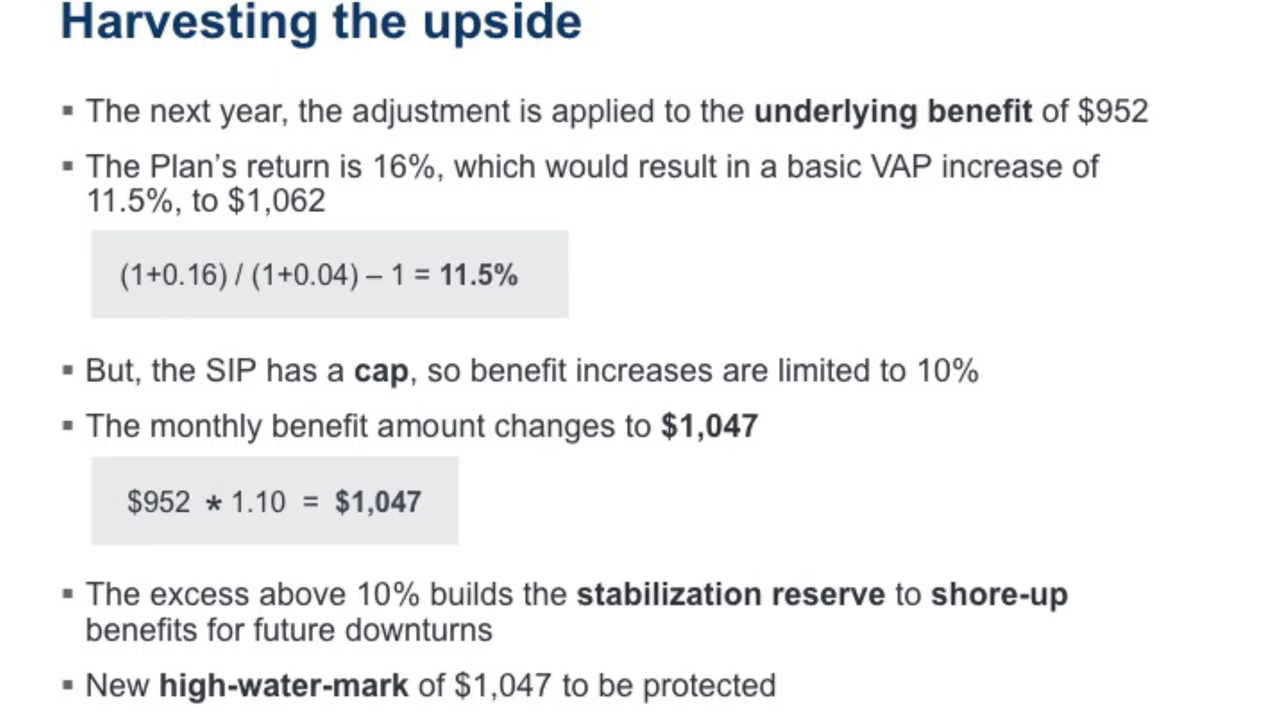 Harvesting the upside
▪ The next year, the adjustment is applied to the underlying benefit of $952
▪ The Plan’s return is 16%, which would result in a basic VAP increase of
11.5%, to $1,062
(1+0.16) / (1+0.04) – 1 = 11.5%
▪ But, the SIP has a cap, so benefit increases are limited to 10%
▪ The monthly benefit amount changes to $1,047
$952 * 1.10 = $1,047
▪ The excess above 10% builds the stabilization reserve to shore-up
benefits for future downturns
▪ New high-water-mark of $1,047 to be protected